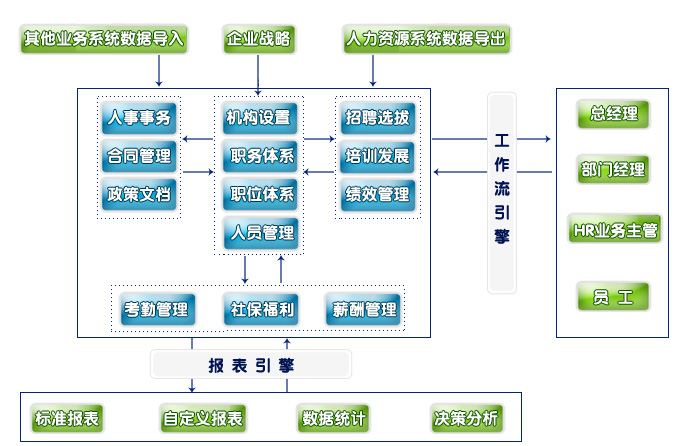 其他业务系统数据导入
企业战略
人力资源系统数据导出
人事事务
合同管理
政策文档
机构设置
职务体系
职位体系
人员管理
招聘选拔
培训发展
绩效管理
考勤管理
社保福利
薪酬管理
工作流引擎
总经理
部门经理
HR业务主管
员 工
报表引擎
标准报表
自定义报表
数据统计
决策分析